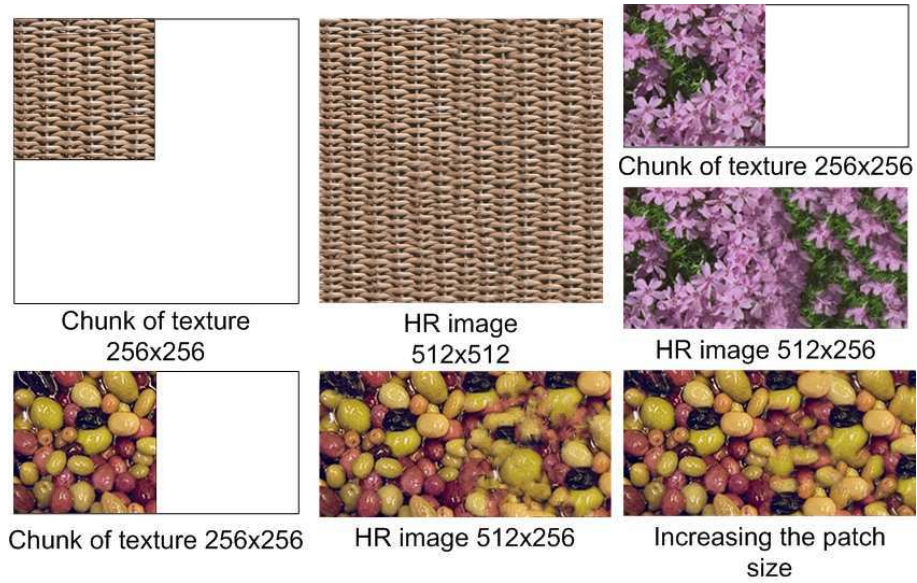 Chunk of texture 256x256
Chunk of texture
256x256
HR image
512x512
HR image 512x256
Chunk of texture 256x256
HR image 512x256
Increasing the patch
size